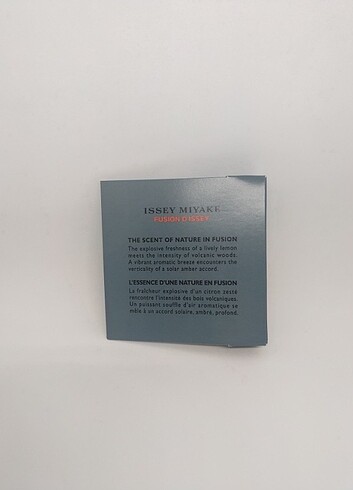 ISSEY MIYAKE
FUSION D'ISSEY
THE SCENT OF NATURE IN FUSION
The explosive freshness of a lively lemon
meets the intensity of volcanic woods.
A vibrant aromatic breeze encounters the
verticality of a solar amber accord.
L'ESSENCE D'UNE NATURE EN FUSION
La fraîcheur explosive d'un citron zesté
rencontre l'intensité des bois volcaniques.
Un puissant souffle d'air aromatique se
mêle à un accord solaire, ambré, profond.